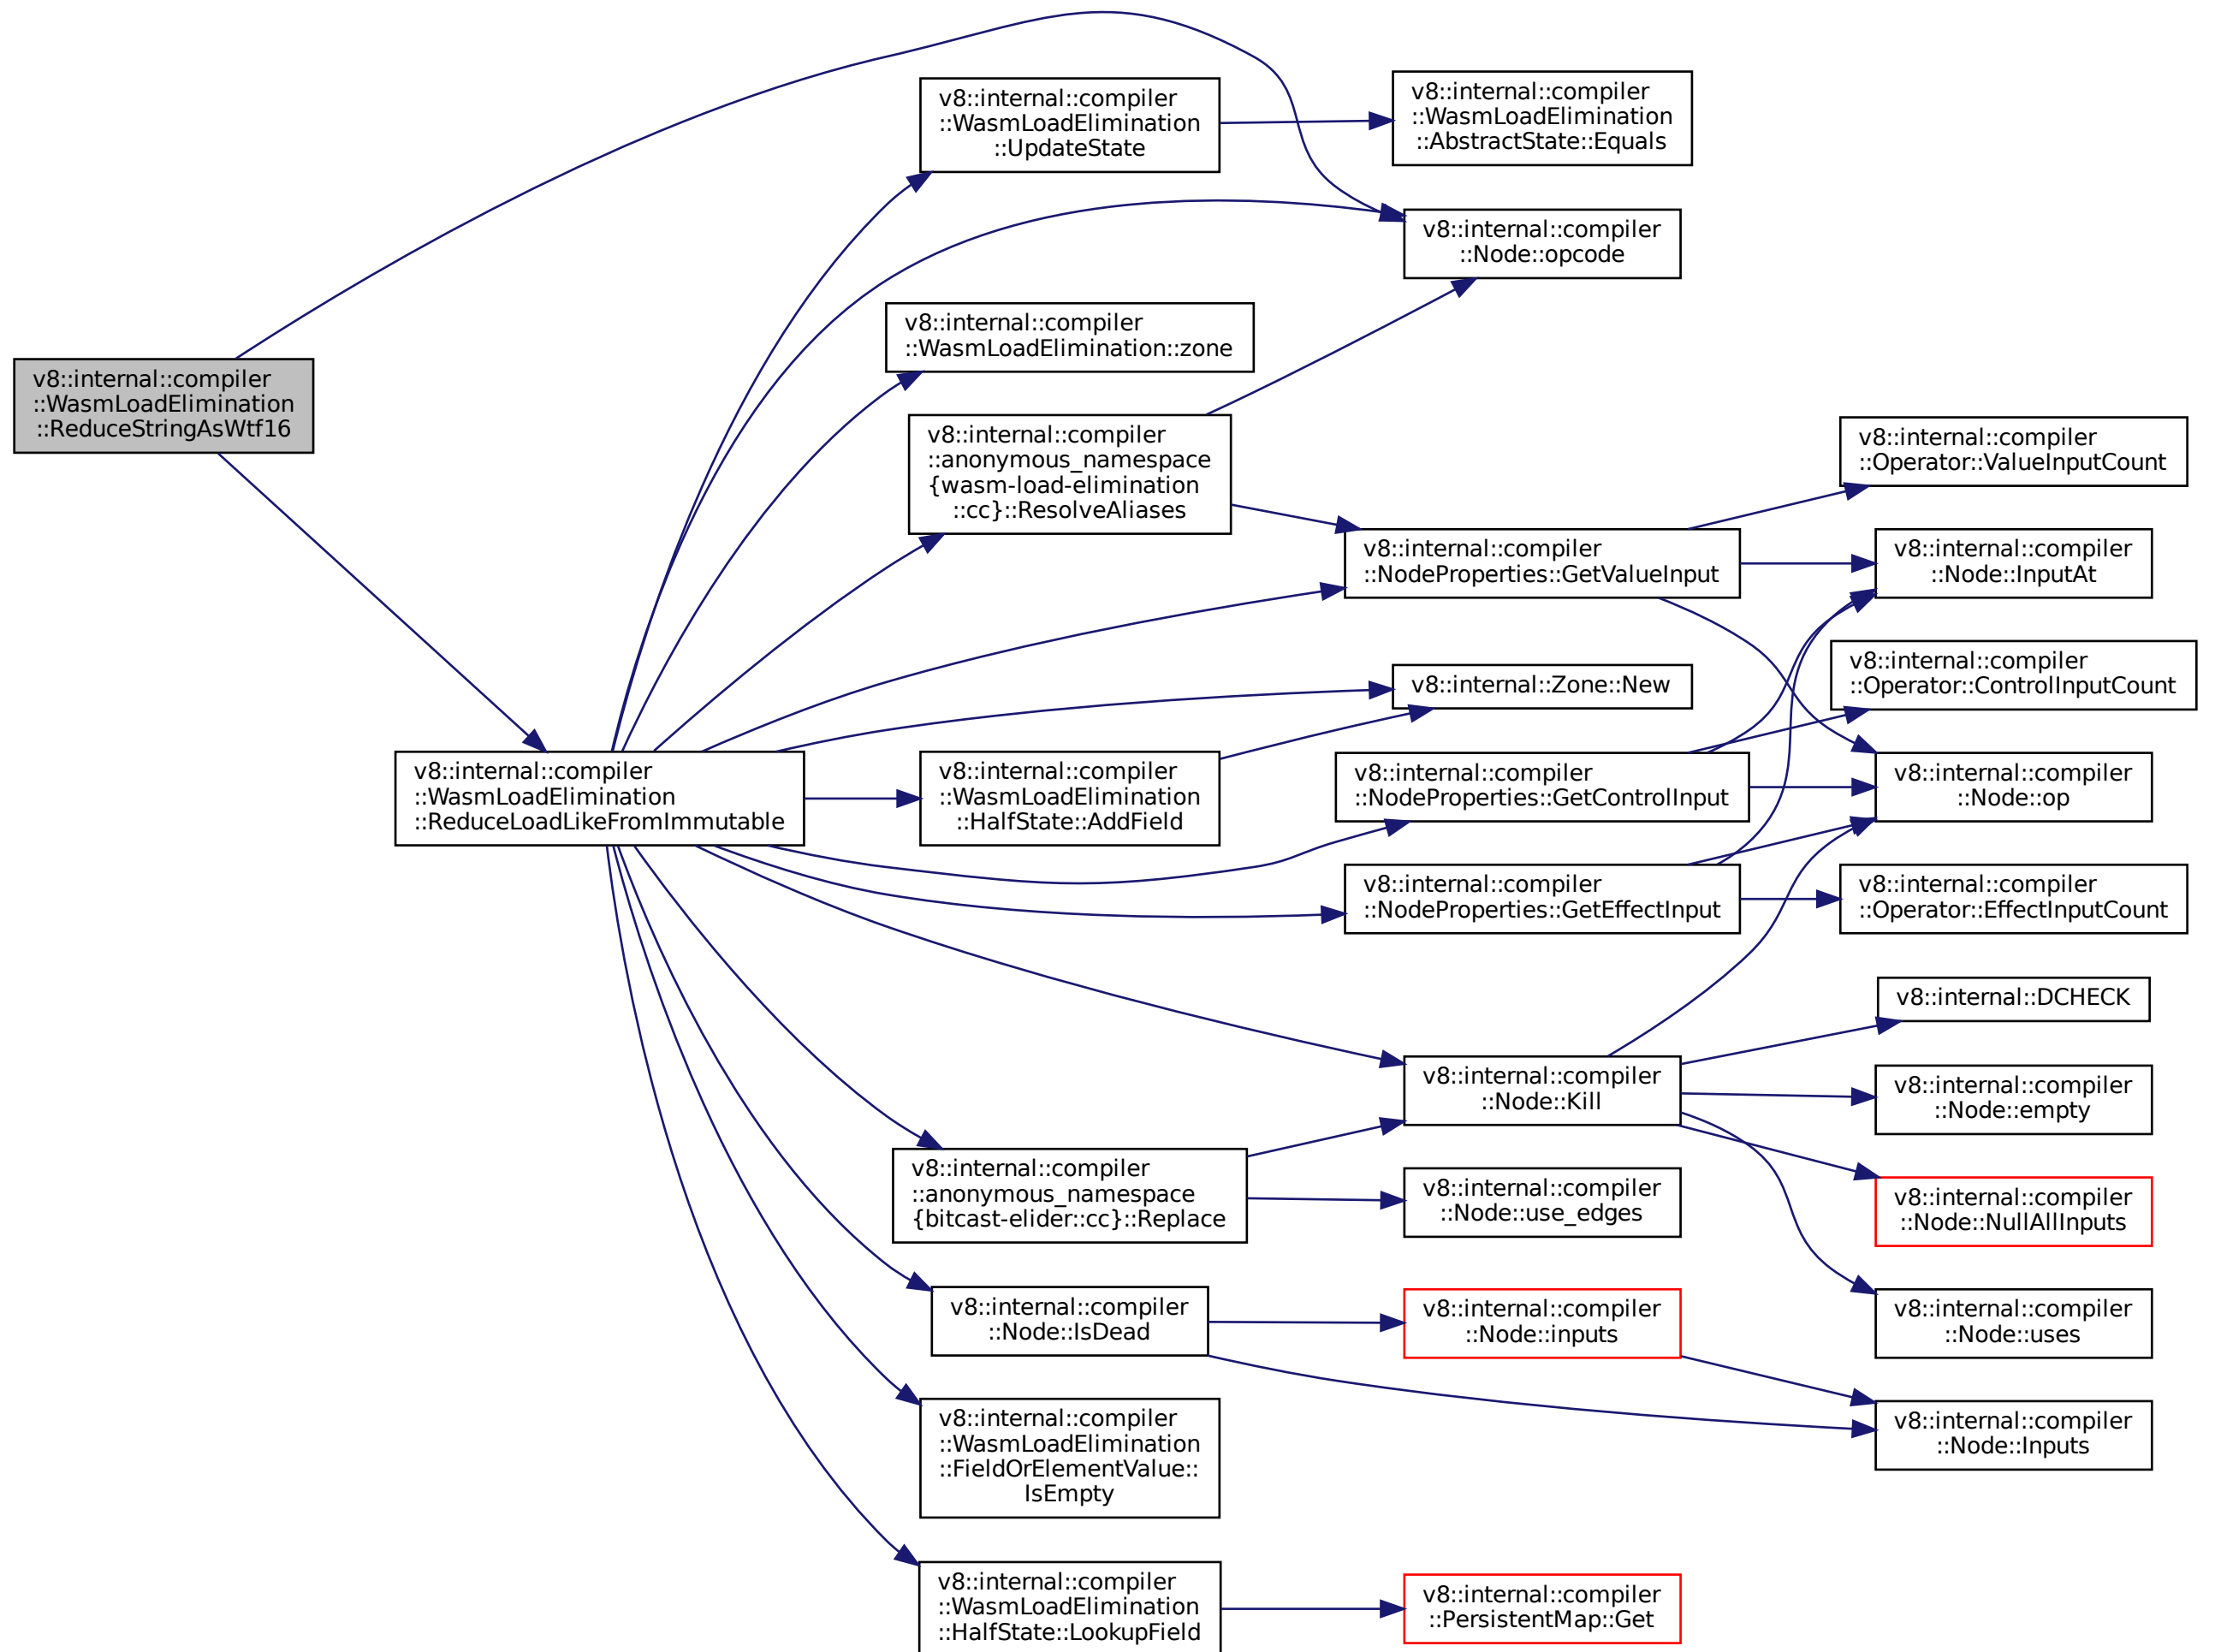 v8::internal::compiler
::WasmLoadElimination
::ReduceStringAsWtf16
v8::internal::compiler
::WasmLoadElimination
::ReduceLoadLikeFromImmutable
v8::internal::compiler
::WasmLoadElimination
::UpdateState
v8::internal::compiler
::WasmLoadElimination::zone
v8::internal::compiler
::anonymous_namespace
{wasm-load-elimination
::cc}::ResolveAliases
v8::internal::compiler
::WasmLoadElimination
::HalfState::AddField
v8::internal::compiler
::anonymous_namespace
{bitcast-elider::cc}::Replace
v8::internal::compiler
::Node::IsDead
v8::internal::compiler
::WasmLoadElimination
::FieldOrElementValue::
IsEmpty
v8::internal::compiler
::WasmLoadElimination
::HalfState::LookupField
v8::internal::compiler
::WasmLoadElimination
::AbstractState::Equals
v8::internal::compiler
::Node::opcode
v8::internal::compiler
::NodeProperties::GetValueInput
v8::internal::Zone::New
v8::internal::compiler
::NodeProperties::GetControlInput
v8::internal::compiler
::NodeProperties::GetEffectInput
v8::internal::compiler
::Node::Kill
v8::internal::compiler
::Node::use_edges
v8::internal::compiler
::Node::inputs
v8::internal::compiler
::PersistentMap::Get
v8::internal::compiler
::Operator::ValueInputCount
v8::internal::compiler
::Node::InputAt
v8::internal::compiler
::Operator::ControlInputCount
v8::internal::compiler
::Node::op
v8::internal::compiler
::Operator::EffectInputCount
v8::internal::DCHECK
v8::internal::compiler
::Node::empty
v8::internal::compiler
::Node::NullAllInputs
v8::internal::compiler
::Node::uses
v8::internal::compiler
::Node::Inputs